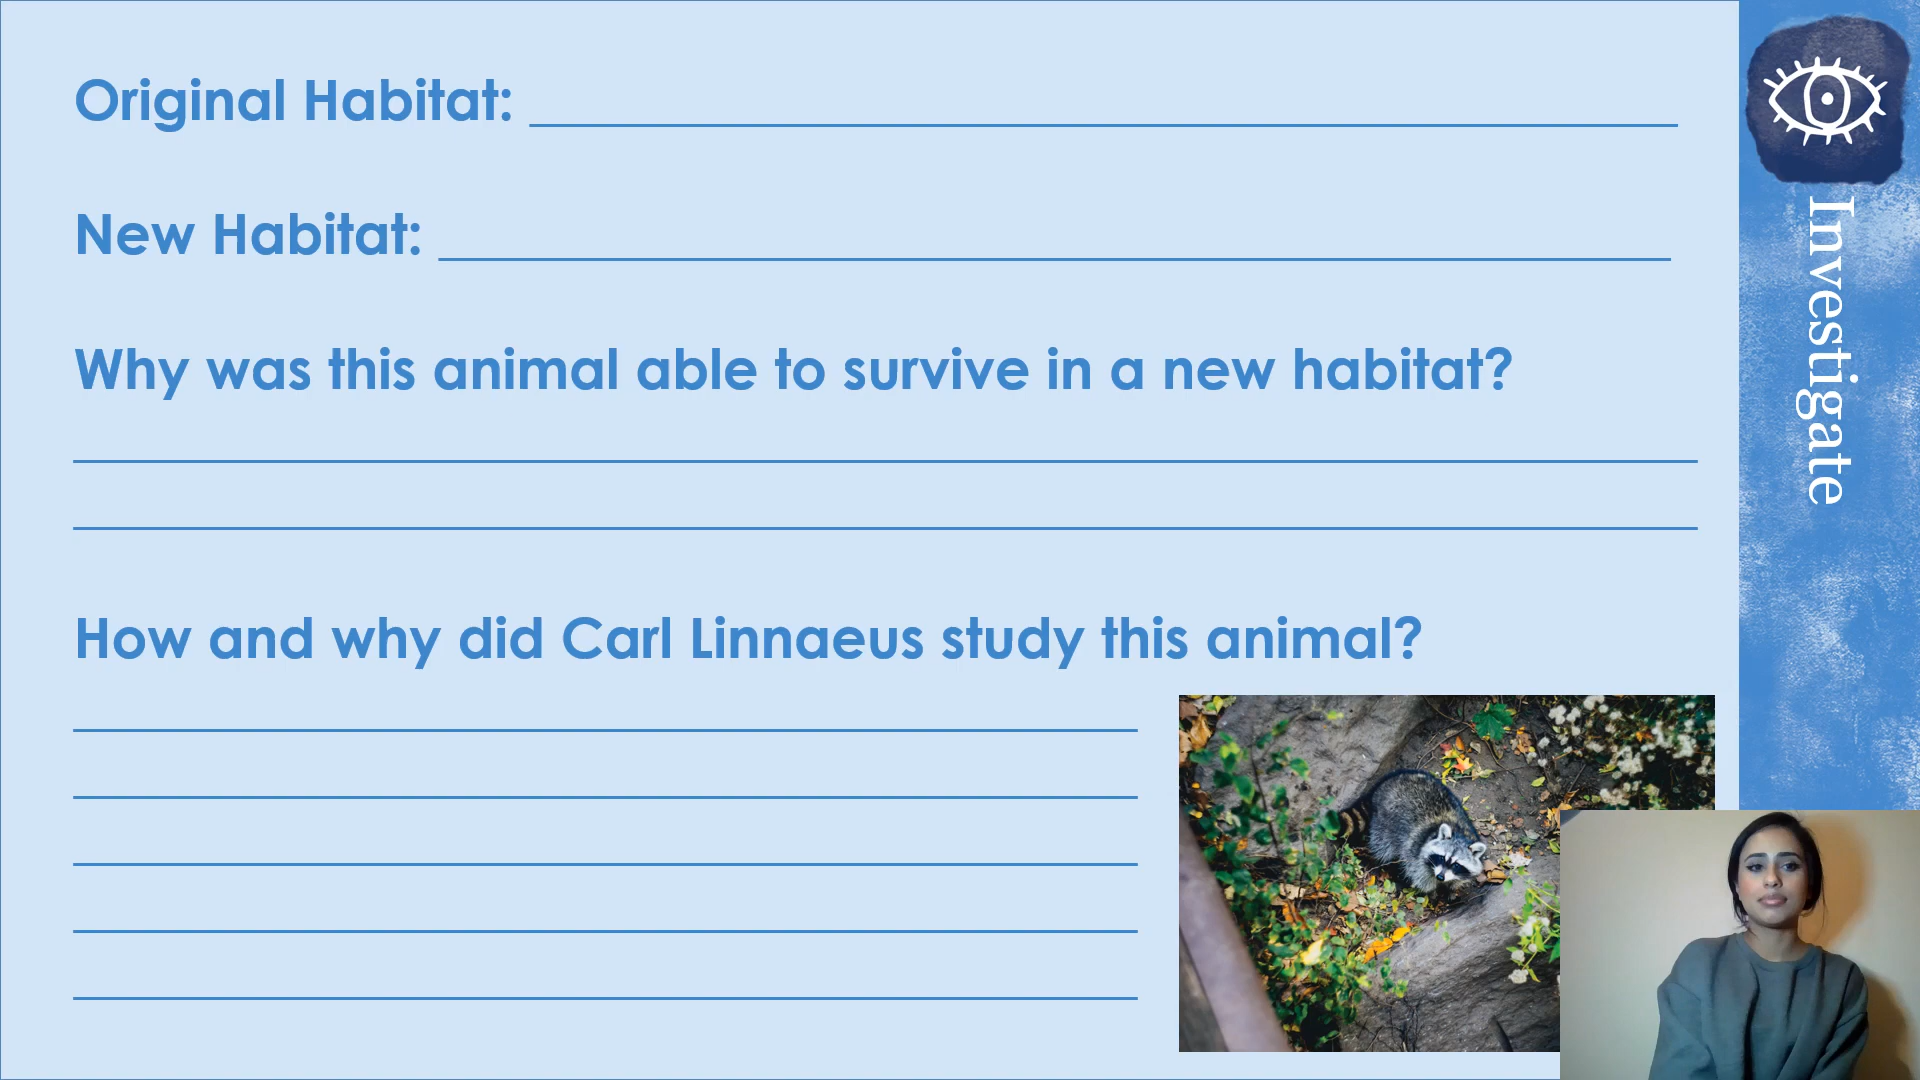 Original Habitat:
New Habitat:
Why was this animal able to survive in a new habitat?
How and why did Carl Linnaeus study this animal?
Investigate